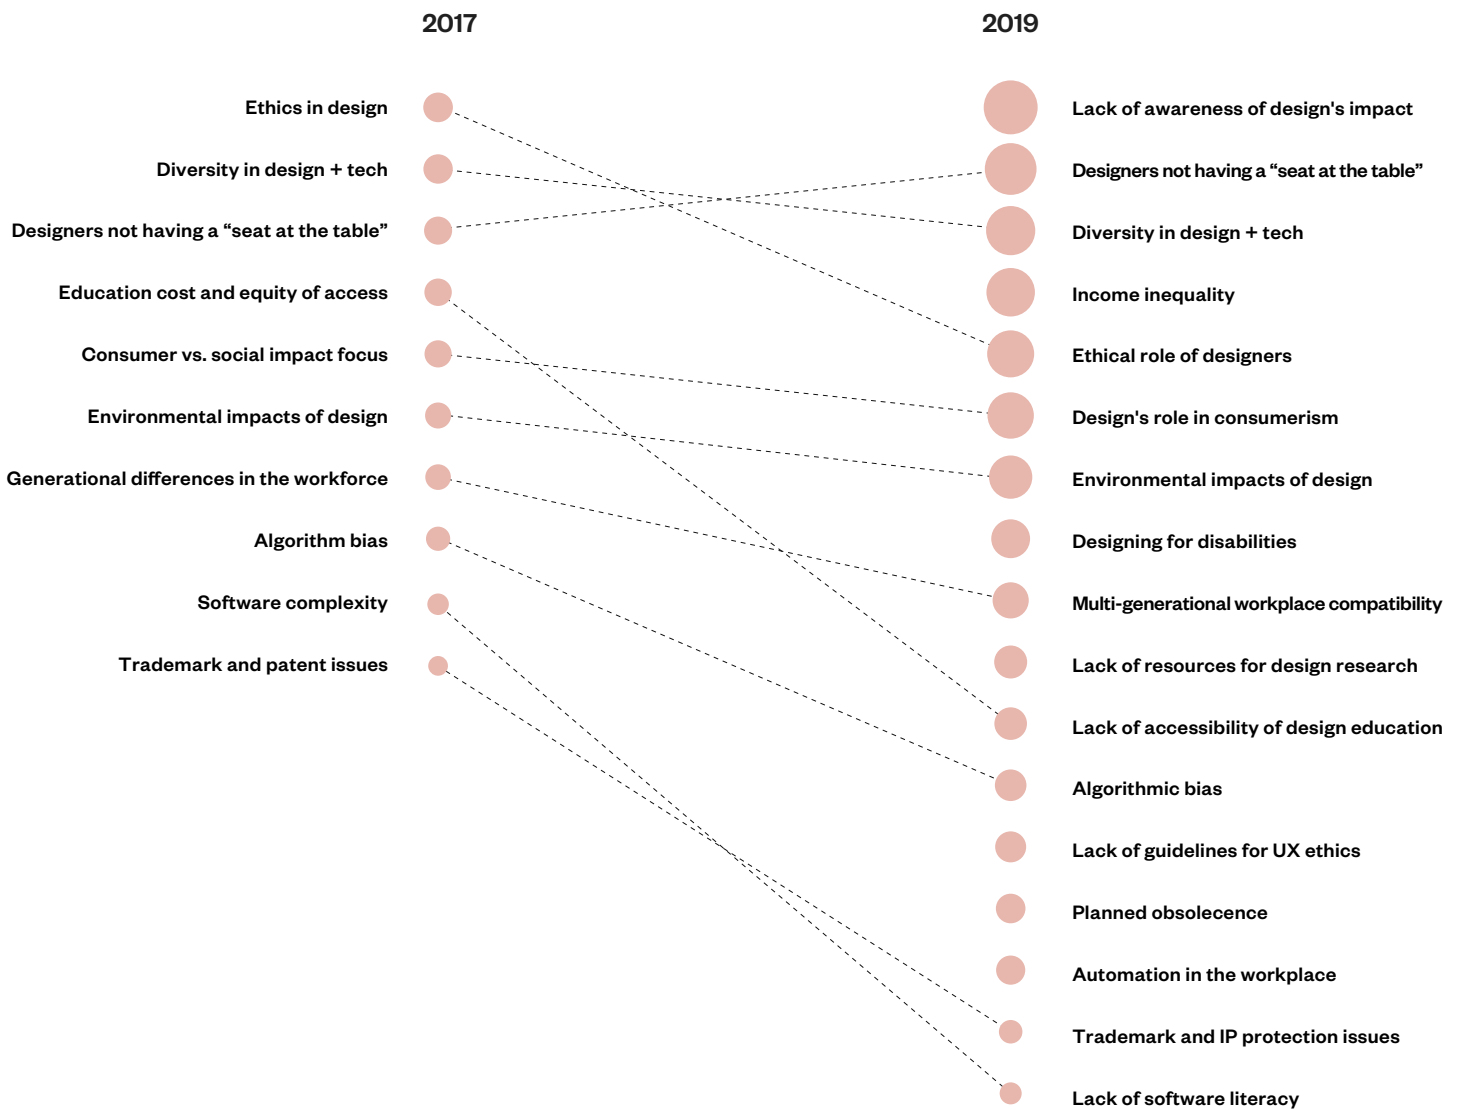 2017
2019
Ethics in design
Diversity in design + tech
Designers not having a “seat at the table”
Education cost and equity of access
Consumer vs. social impact focus
Environmental impacts of design
Generational differences in the workforce
Algorithm bias
Software complexity
Trademark and patent issues
Lack of awareness of design's impact
Designers not having a “seat at the table”
Diversity in design + tech
Income inequality
Ethical role of designers
Design's role in consumerism
Environmental impacts of design
Designing for disabilities
Multi-generational workplace compatibility
Lack of resources for design research
Lack of accessibility of design education
Algorithmic bias
Lack of guidelines for UX ethics
Planned obsolecence
Automation in the workplace
Trademark and IP protection issues
Lack of software literacy